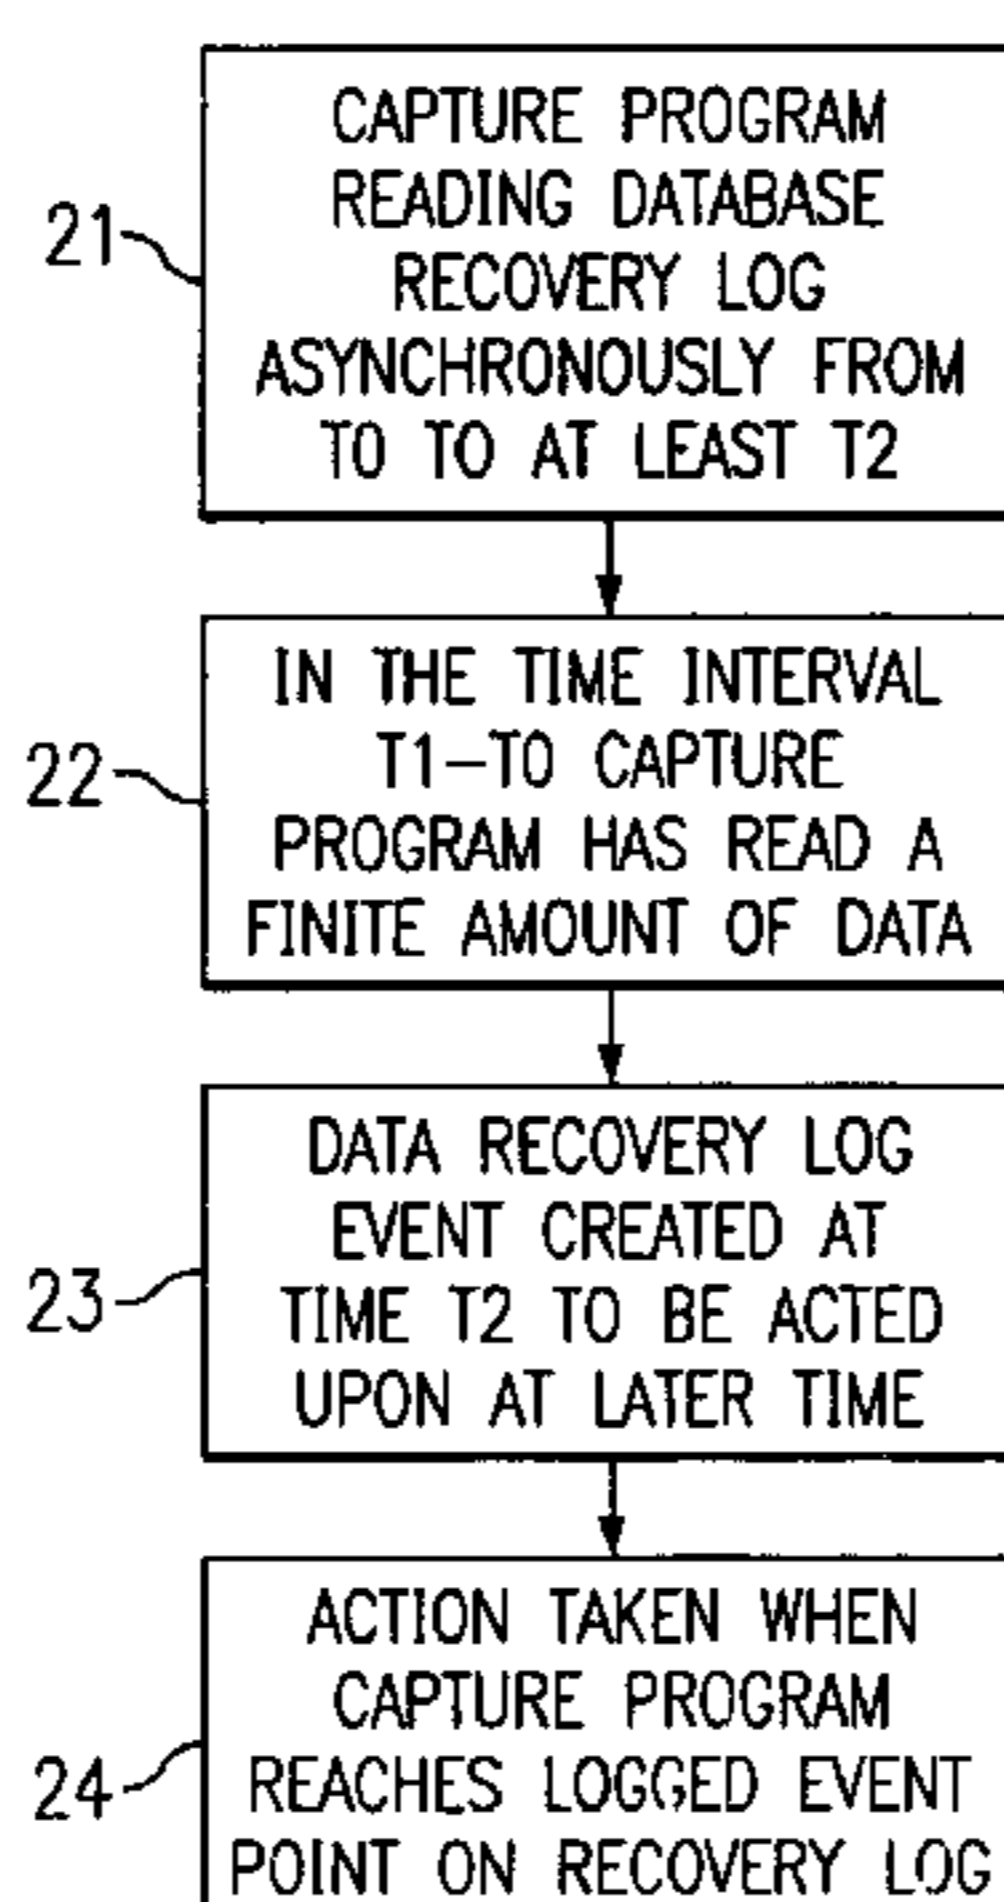 CAPTURE PROGRAM
READING DATABASE
RECOVERY LOG
ASYNCHRONOUSLY FROM
T0 TO AT LEAST T2
21
IN THE TIME INTERVAL
T1-T0 CAPTURE
PROGRAM HAS READ A
FINITE AMOUNT OF DATA
22
DATA RECOVERY LOG
EVENT CREATED AT
TIME T2 TO BE ACTED
UPON AT LATER TIME
23
ACTION TAKEN WHEN
CAPTURE PROGRAM
REACHES LOGGED EVENT
POINT ON RECOVERY LOG
24